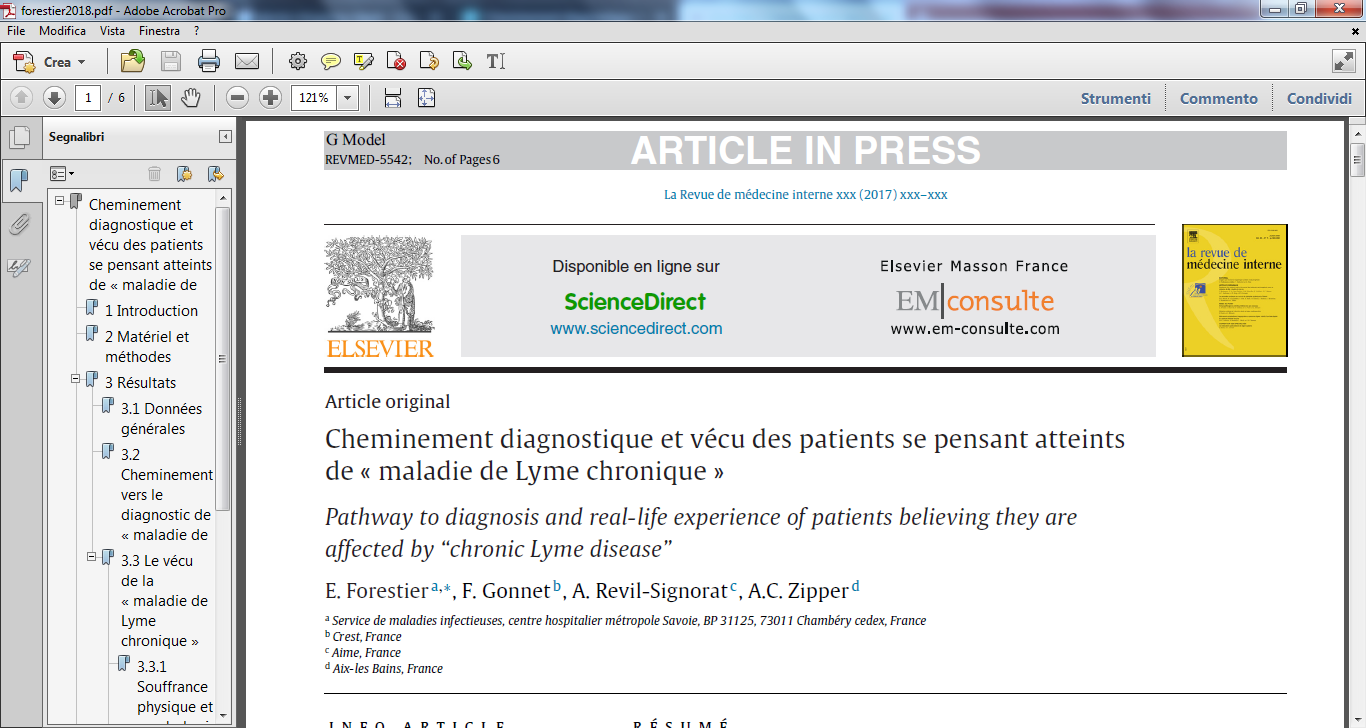 forestier2018.pdf - Adobe Acrobat Pro
File Modifica Vista Finestra ?
Crea
1 / 6 121%
Strumenti Commento Condividi
Segnalibri
Cheminement
diagnostique et
vécu des patients
se pensant atteints
de « maladie de
1 Introduction
2 Matériel et
méthodes
3 Résultats
3.1 Données
générales
3.2
Cheminement
vers le
diagnostic de
« maladie de
3.3 Le vécu
de la
« maladie de
Lyme
chronique »
3.3.1
Souffrance
physique et
G Model
REVMED-5542; No. of Pages 6
ARTICLE IN PRESS
La Revue de médecine interne xxx (2017) xxx–xxx
ELSEVIER
Disponible en ligne sur
ScienceDirect
www.sciencedirect.com
Elsevier Masson France
EM|consulte
www.em-consulte.com
la revue de
médecine interne
Article original
Cheminement diagnostique et vécu des patients se pensant atteints
de « maladie de Lyme chronique »
Pathway to diagnosis and real-life experience of patients believing they are
affected by “chronic Lyme disease”
E. Forestier a,*, F. Gonnet b, A. Revil-Signorat c, A.C. Zipper d
a Service de maladies infectieuses, centre hospitalier métropole Savoie, BP 31125, 73011 Chambéry cedex, France
b Crest, France
c Aime, France
d Aix-les Bains, France
INFO ARTICLE
RÉSUMÉ